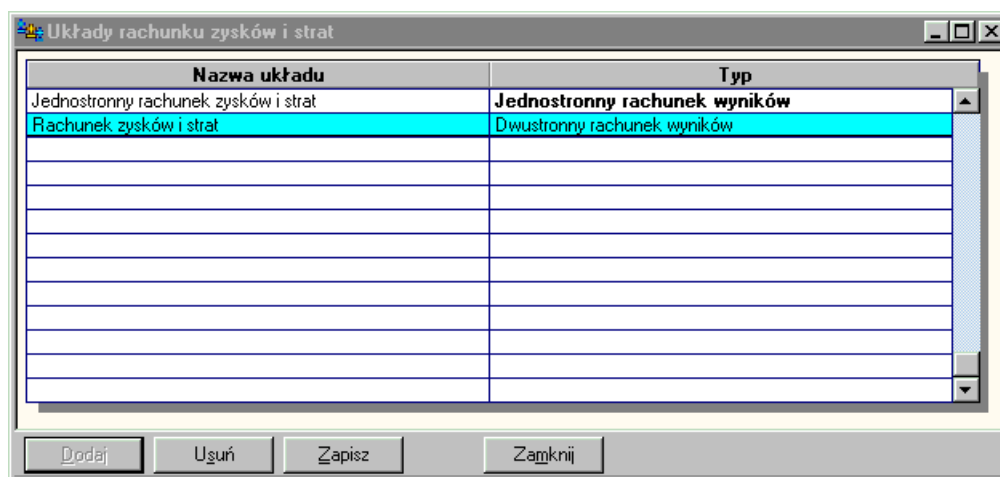 Układy rachunku zysków i strat
Nazwa układu Typ
Jednostronny rachunek zysków i strat Jednostronny rachunek wyników
Rachunek zysków i strat Dwustronny rachunek wyników
Dodaj Usuń Zapisz Zamknij